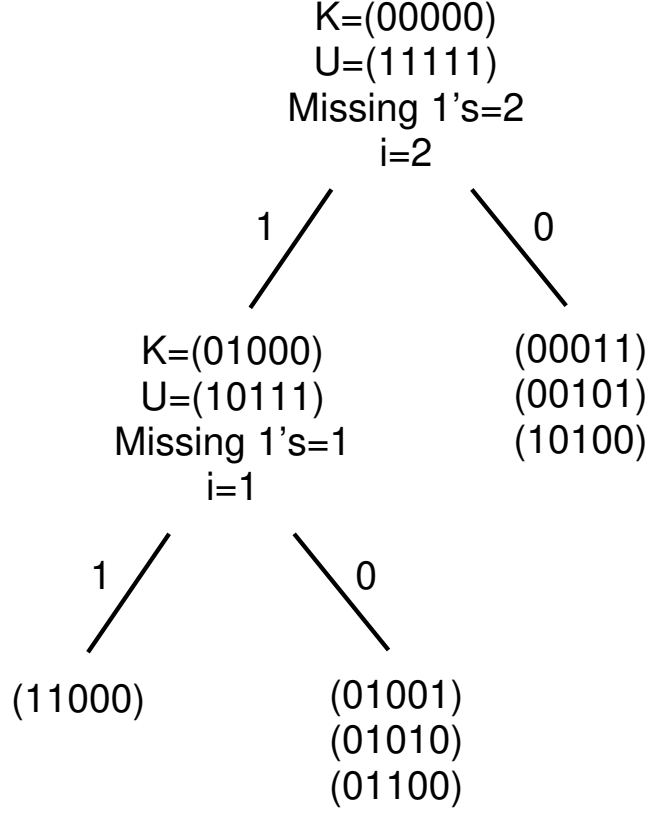 K=(00000)
U=(11111)
Missing 1's=2
i=2
1
0
K=(01000)
U=(10111)
Missing 1's=1
i=1
(00011)
(00101)
(10100)
1
0
(11000)
(01001)
(01010)
(01100)